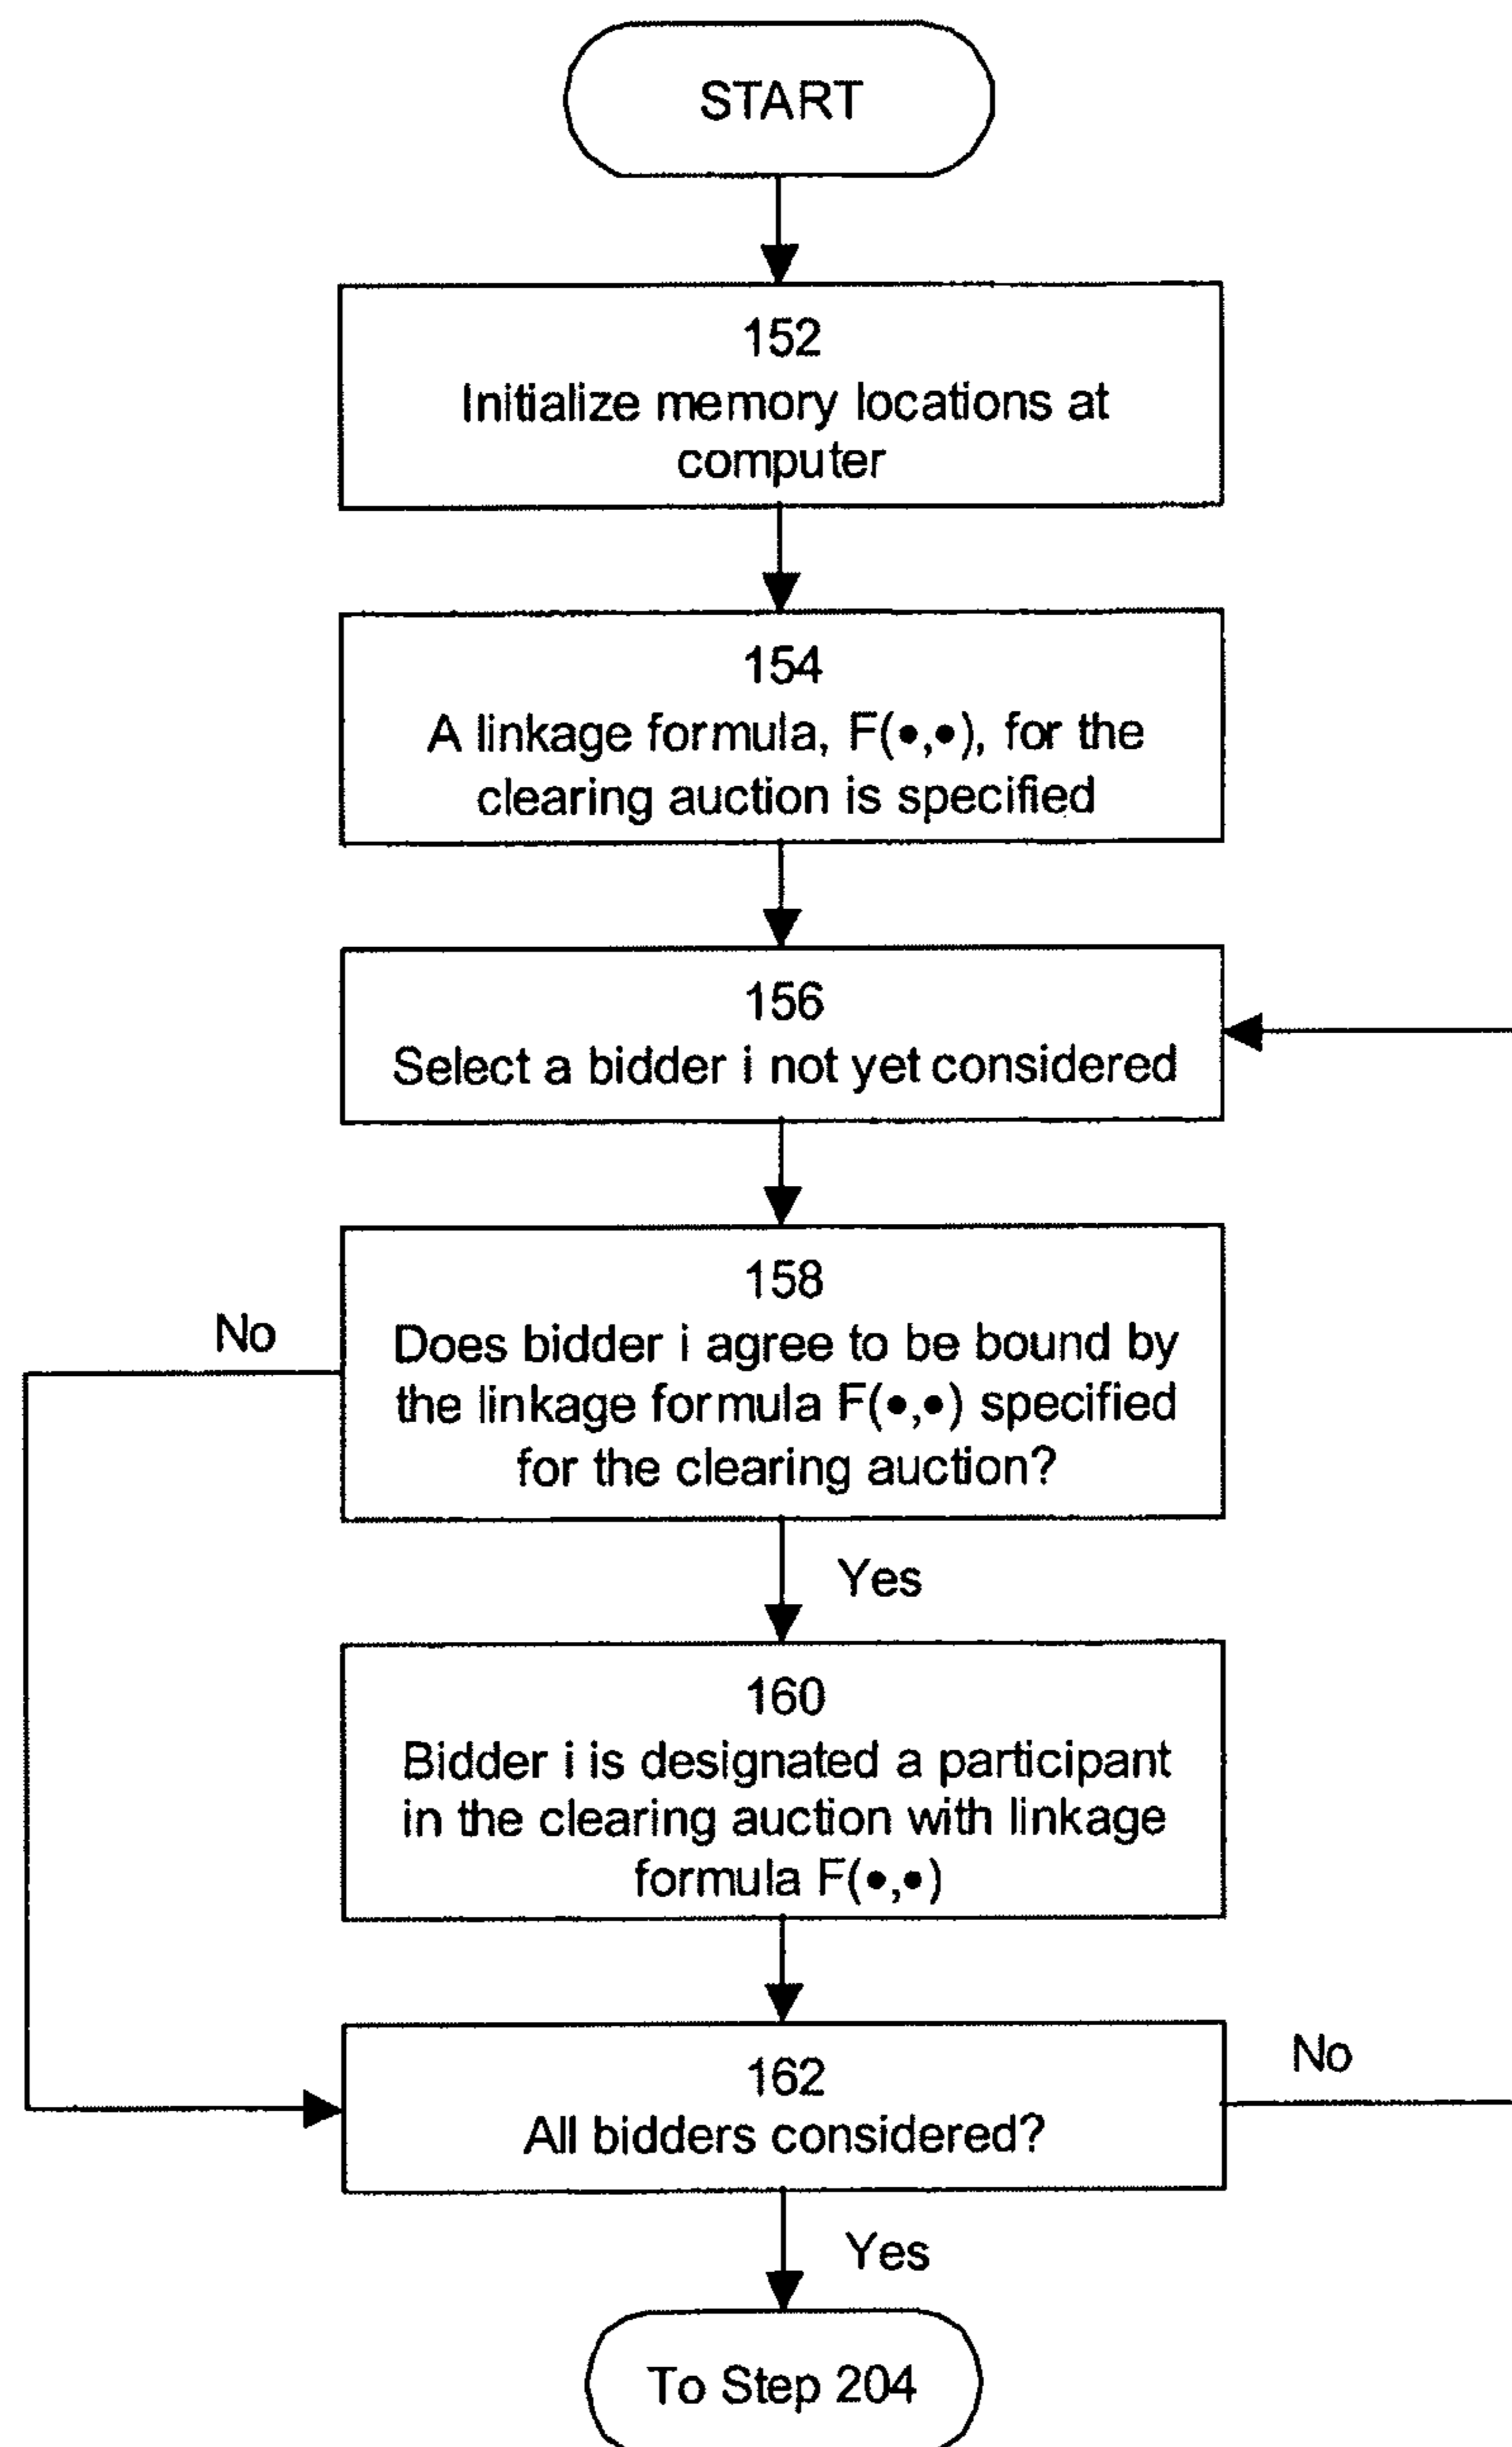 START
152
Initialize memory locations at
computer
154
A linkage formula, F(•,•), for the
clearing auction is specified
156
Select a bidder i not yet considered
158
Does bidder i agree to be bound by
the linkage formula F(•,•) specified
for the clearing auction?
No
Yes
160
Bidder i is designated a participant
in the clearing auction with linkage
formula F(•,•)
162
All bidders considered?
No
Yes
To Step 204